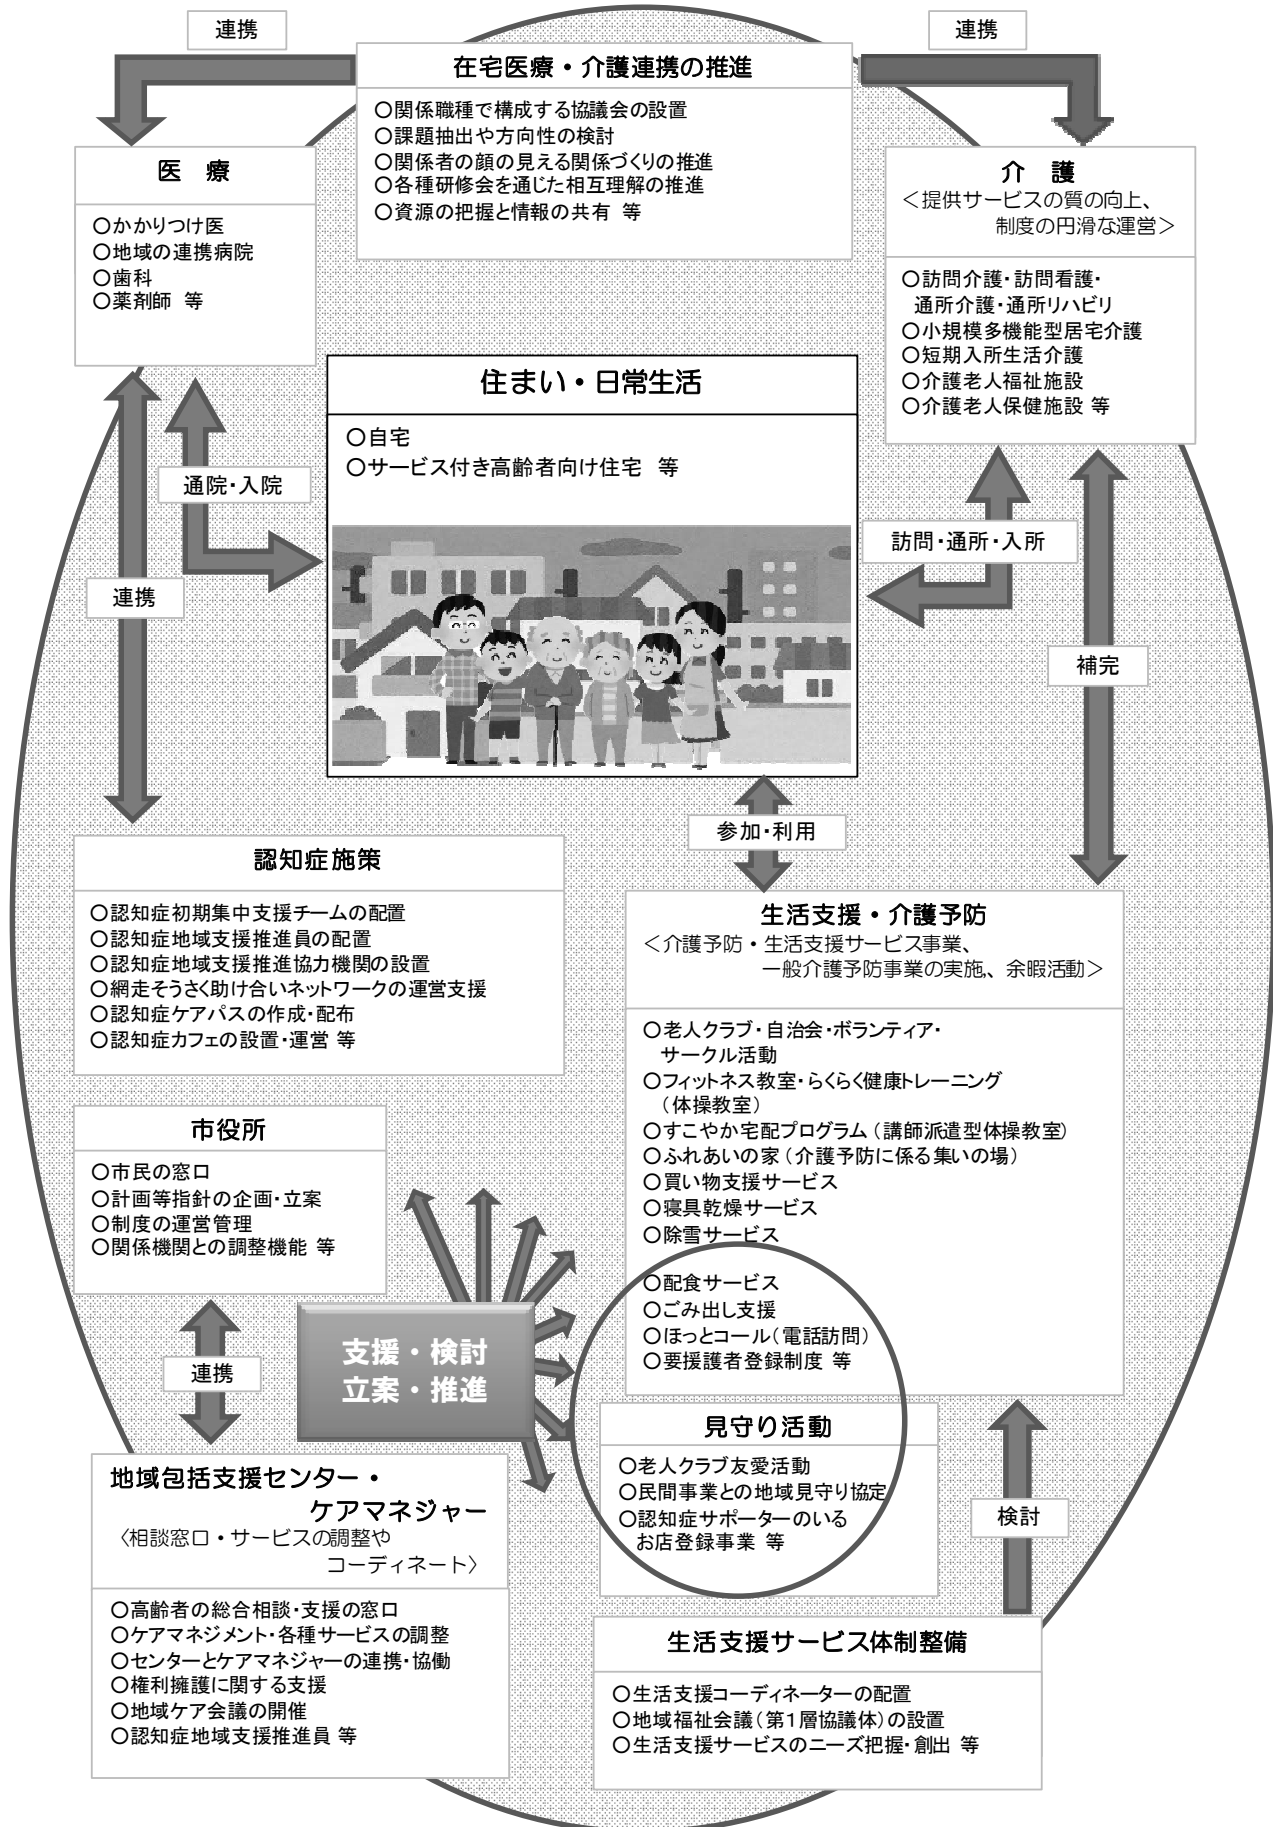 連携
連携
在宅医療・介護連携の推進
○関係職種で構成する協議会の設置
○課題抽出や方向性の検討
○関係者の顔の見える関係づくりの推進
○各種研修会を通じた相互理解の推進
○資源の把握と情報の共有 等
医 療
○かかりつけ医
○地域の連携病院
○歯科
○薬剤師 等
介 護
＜提供サービスの質の向上、
制度の円滑な運営＞
○訪問介護・訪問看護・
通所介護・通所リハビリ
○小規模多機能型居宅介護
○短期入所生活介護
○介護老人福祉施設
○介護老人保健施設 等
住まい・日常生活
○自宅
○サービス付き高齢者向け住宅 等
通院・入院
訪問・通所・入所
連携
補完
参加・利用
認知症施策
○認知症初期集中支援チームの配置
○認知症地域支援推進員の配置
○認知症地域支援推進協力機関の設置
○網走そうさく助け合いネットワークの運営支援
○認知症ケアパスの作成・配布
○認知症カフェの設置・運営 等
生活支援・介護予防
＜介護予防・生活支援サービス事業、
一般介護予防事業の実施、余暇活動＞
○老人クラブ・自治会・ボランティア・
サークル活動
○フィットネス教室・らくらく健康トレーニング
（体操教室）
○すこやか宅配プログラム（講師派遣型体操教室）
○ふれあいの家（介護予防に係る集いの場）
○買い物支援サービス
○寝具乾燥サービス
○除雪サービス
○配食サービス
○ごみ出し支援
○ほっとコール（電話訪問）
○要援護者登録制度 等
市役所
○市民の窓口
○計画等指針の企画・立案
○制度の運営管理
○関係機関との調整機能 等
支援・検討
立案・推進
連携
見守り活動
○老人クラブ友愛活動
○民間事業との地域見守り協定
○認知症サポーターのいる
お店登録事業 等
検討
地域包括支援センター・
ケアマネジャー
〈相談窓口・サービスの調整や
コーディネート〉
○高齢者の総合相談・支援の窓口
○ケアマネジメント・各種サービスの調整
○センターとケアマネジャーの連携・協働
○権利擁護に関する支援
○地域ケア会議の開催
○認知症地域支援推進員 等
生活支援サービス体制整備
○生活支援コーディネーターの配置
○地域福祉会議（第１層協議体）の設置
○生活支援サービスのニーズ把握・創出 等